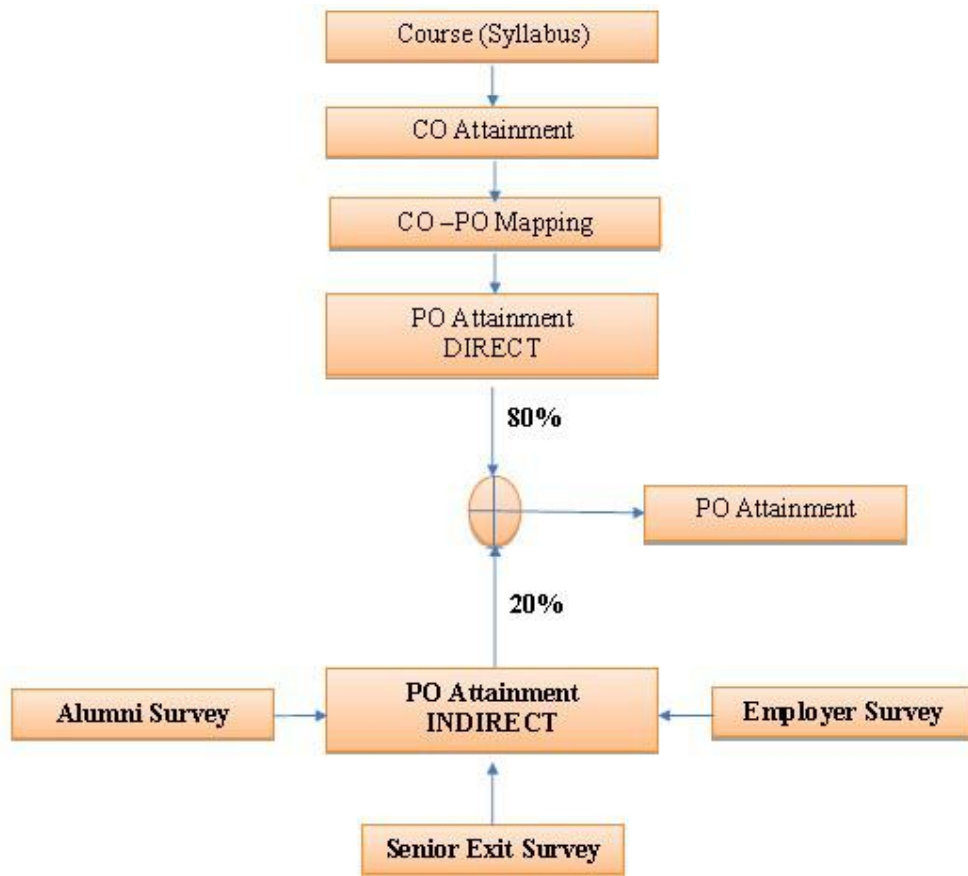 Course (Syllabus)
CO Attainment
CO –PO Mapping
PO Attainment
DIRECT
80%
PO Attainment
20%
Alumni Survey
PO Attainment
INDIRECT
Employer Survey
Senior Exit Survey